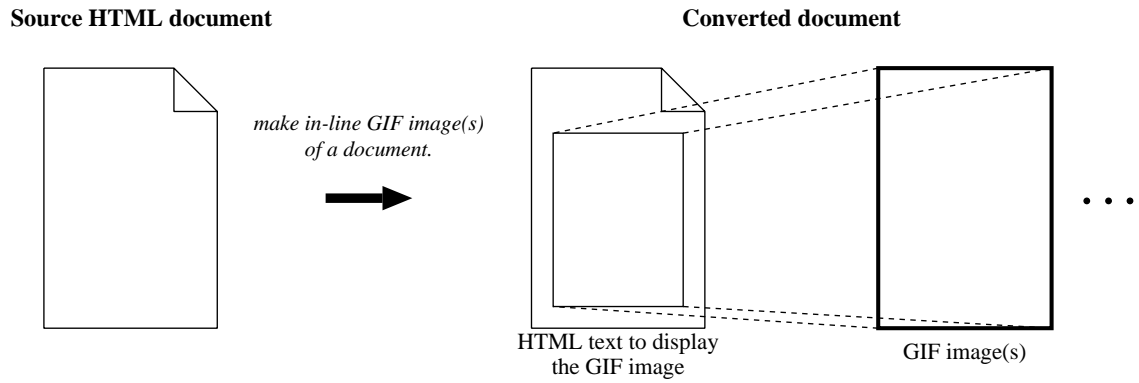 Source HTML document
Converted document
make in-line GIF image(s)
of a document.
HTML text to display
the GIF image
GIF image(s)
. . .